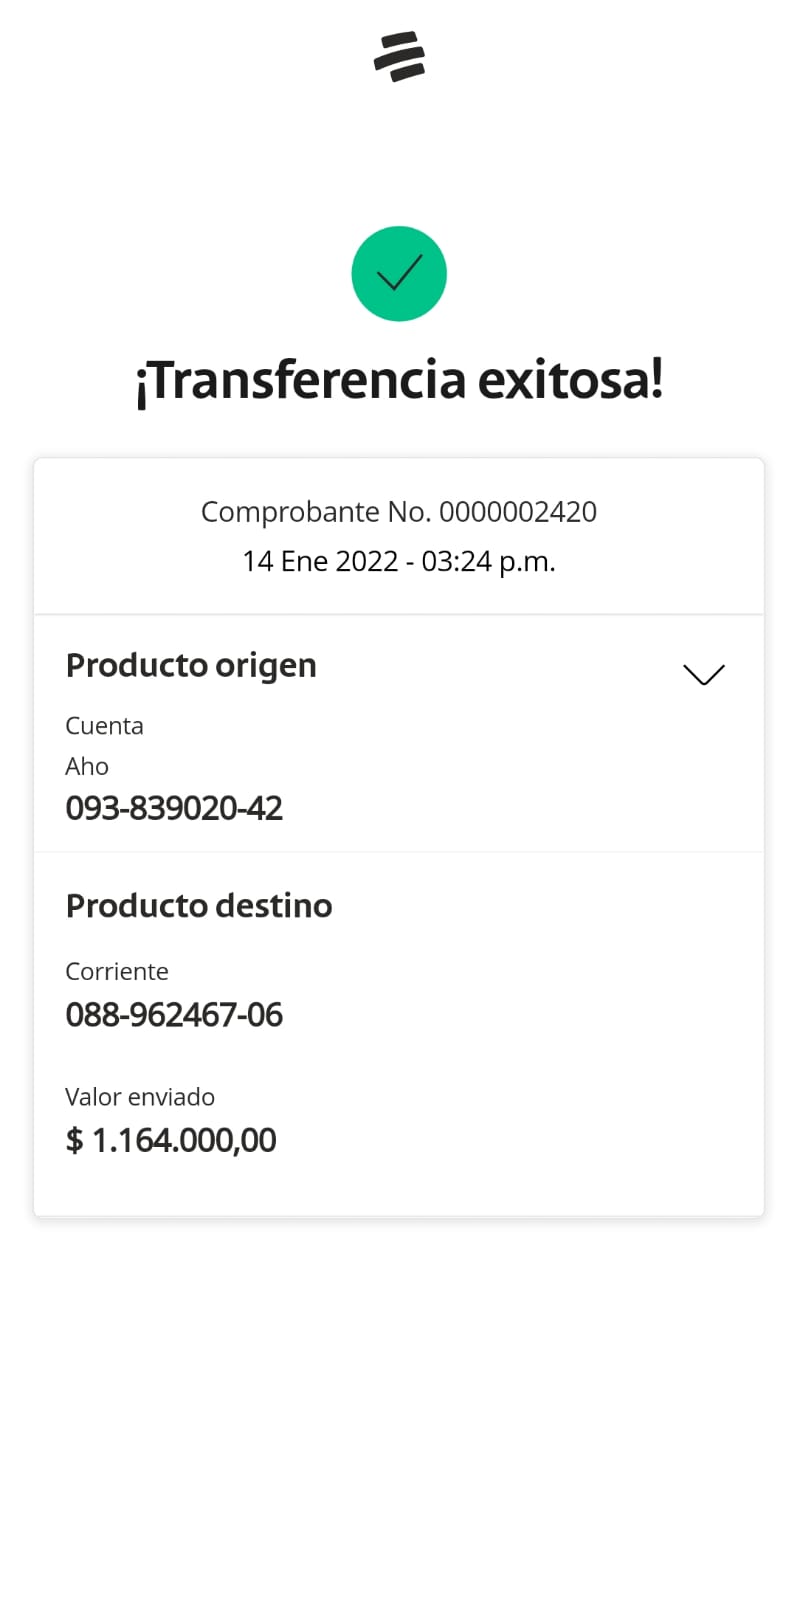 ¡Transferencia exitosa!
Comprobante No. 0000002420
14 Ene 2022 - 03:24 p.m.
Producto origen
Cuenta
Aho
093-839020-42
Producto destino
Corriente
088-962467-06
Valor enviado
$ 1.164.000,00